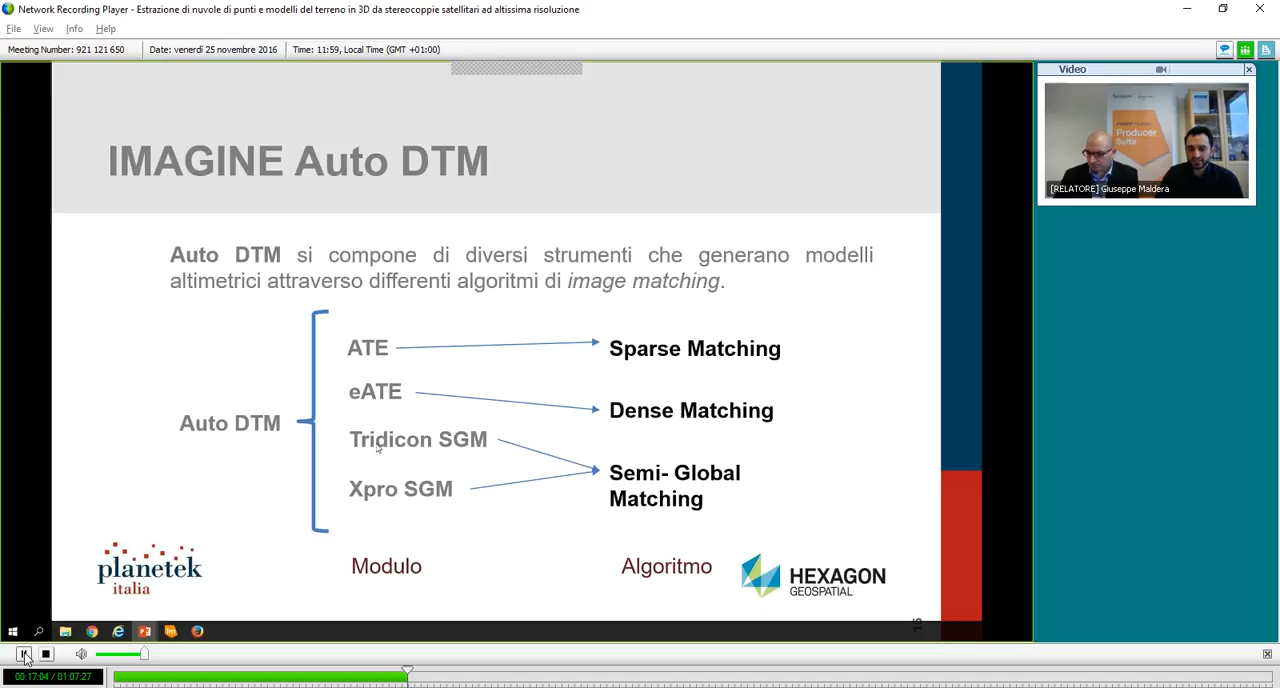 Network Recording Player - Estrazione di nuvole di punti e modelli del terreno in 3D da stereocoppie satellitari ad altissima risoluzione
File View Info Help
Meeting Number: 921 121 650 Date: venerdì 25 novembre 2016 Time: 11:59, Local Time (GMT +01:00)
Video
Producer
Suite
[RELATORE] Giuseppe Maldera
IMAGINE Auto DTM
Auto DTM si compone di diversi strumenti che generano modelli
altimetrici attraverso differenti algoritmi di image matching.
ATE Sparse Matching
eATE Dense Matching
Auto DTM
Tridicon SGM
Semi- Global
Matching
Xpro SGM
Modulo Algoritmo
planetek
italia
HEXAGON
GEOSPATIAL
15
00:17:04 / 01:07:27